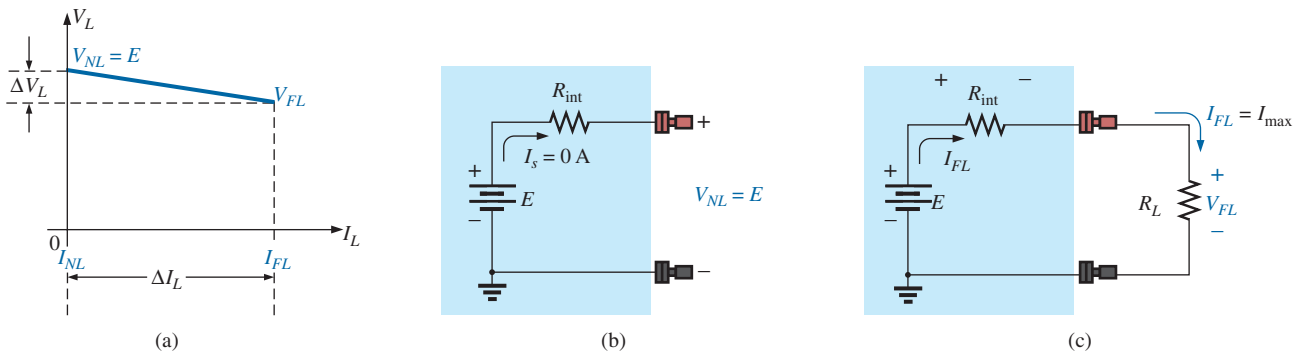 V_L
V_NL = E
ΔV_L
V_FL
0
I_L
I_NL
ΔI_L
I_FL
(a)
R_int
I_s = 0 A
+
E
−
+
V_NL = E
−
(b)
+ −
R_int
I_FL
+
E
−
I_FL = I_max
+
R_L
V_FL
−
(c)